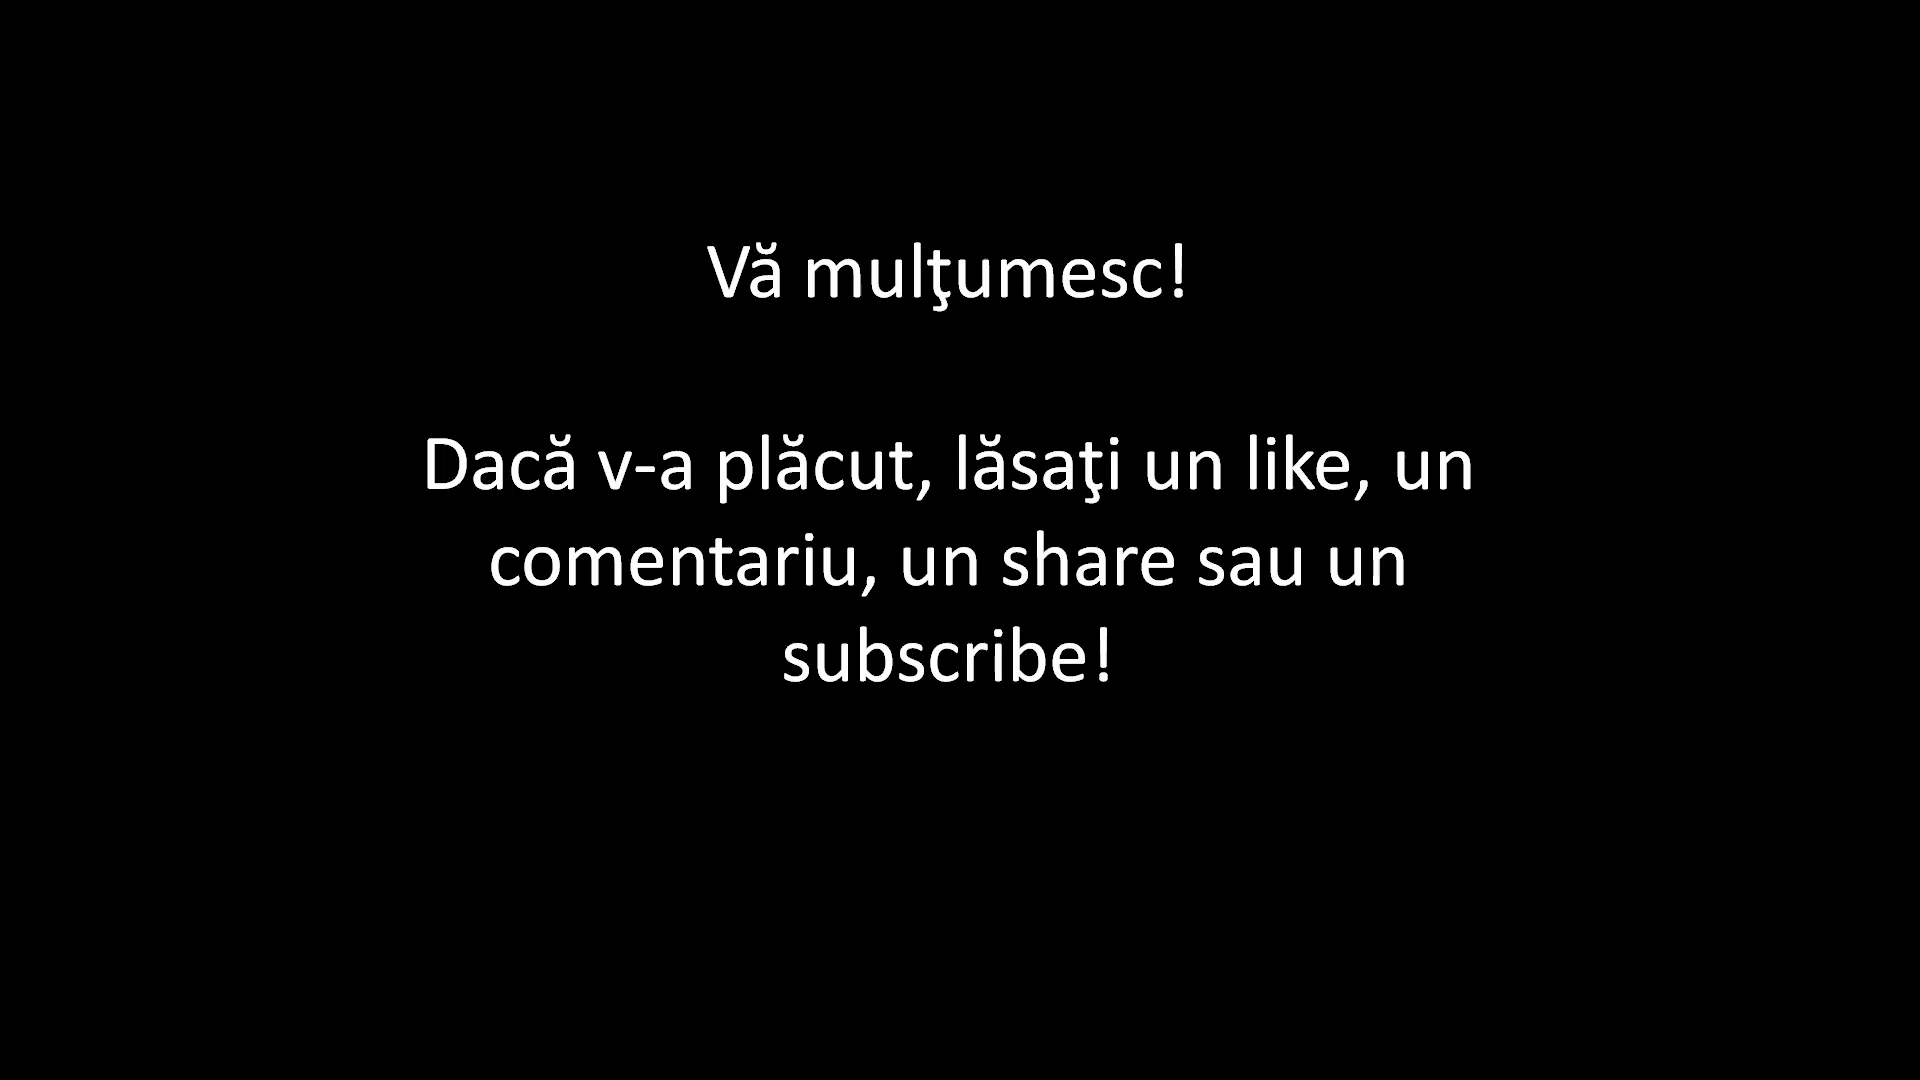 Vă mulţumesc!
Dacă v-a plăcut, lăsaţi un like, un
comentariu, un share sau un
subscribe!